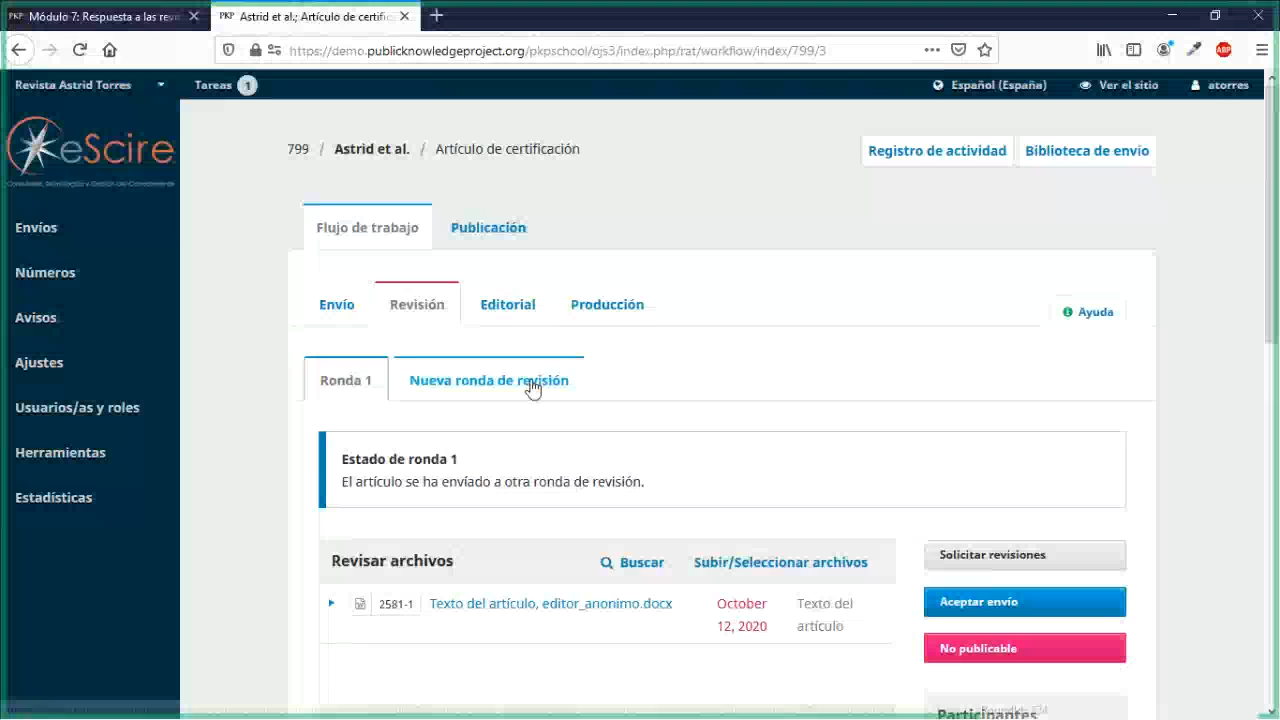 Módulo 7: Respuesta a las rev
Astrid et al.; Artículo de certific
https://demo.publicknowledgeproject.org/pkpschool/ojs3/index.php/rat/workflow/index/799/3
ABP
Revista Astrid Torres
Tareas 1
Español (España)
Ver el sitio
atorres
eScire
799 / Astrid et al. / Artículo de certificación
Registro de actividad
Biblioteca de envío
Envíos
Números
Avisos
Ajustes
Usuarios/as y roles
Herramientas
Estadísticas
Flujo de trabajo
Publicación
Envío
Revisión
Editorial
Producción
Ayuda
Ronda 1
Nueva ronda de revisión
Estado de ronda 1
El artículo se ha enviado a otra ronda de revisión.
Revisar archivos
Buscar
Subir/Seleccionar archivos
2581-1
Texto del artículo, editor_anonimo.docx
October
12, 2020
Texto del
artículo
Solicitar revisiones
Aceptar envío
No publicable
Participantes